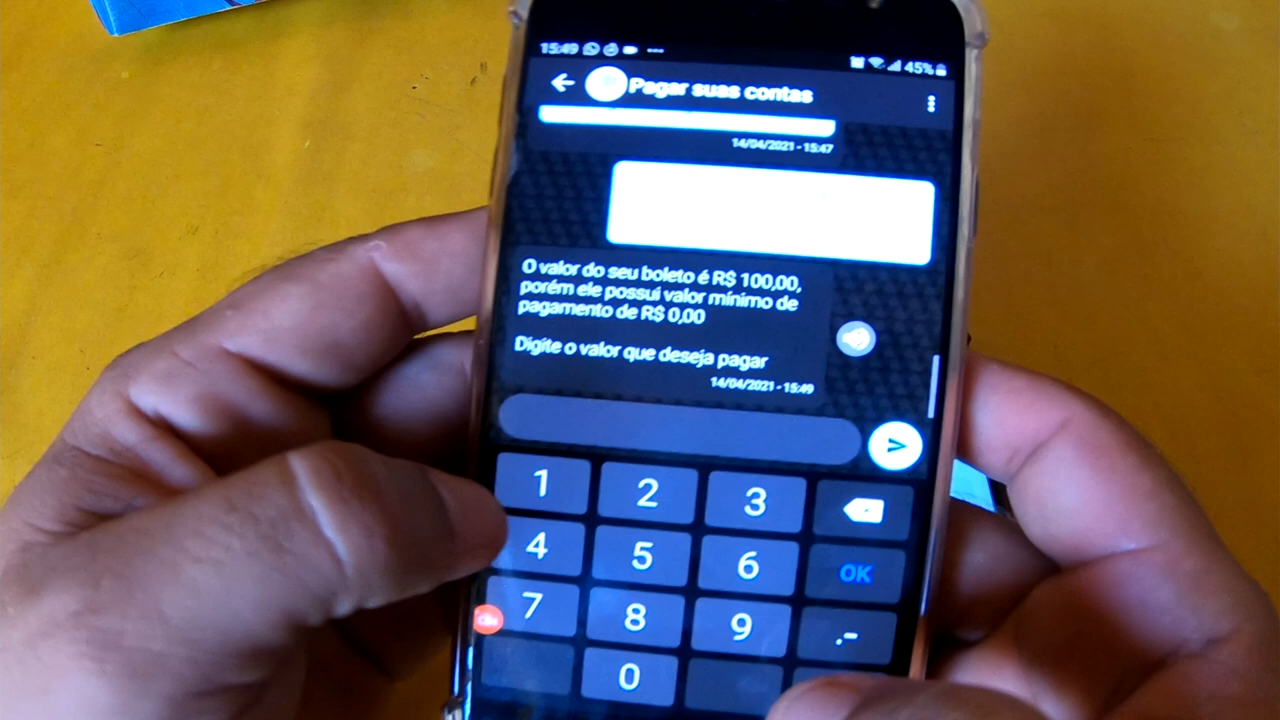 15:49
45%
Pagar suas contas
14/04/2021 - 15:47
O valor do seu boleto é R$ 100,00,
porém ele possui valor mínimo de
pagamento de R$ 0,00
Digite o valor que deseja pagar
14/04/2021 - 15:49
1 2 3
4 5 6 OK
7 8 9 .-
0